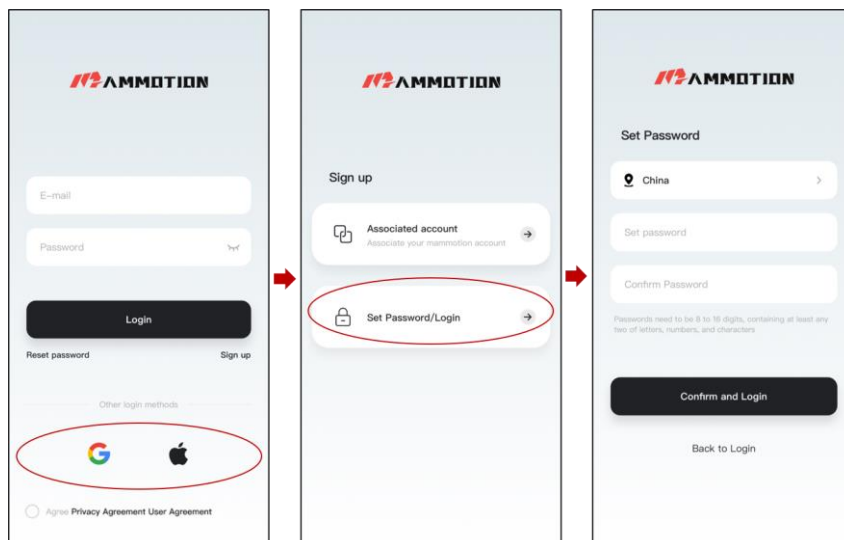 MAMMOTION
E-mail
Password
Login
Reset password
Sign up
Other login methods
Agree Privacy Agreement User Agreement
MAMMOTION
Sign up
Associated account
Associate your mammotion account
Set Password/Login
MAMMOTION
Set Password
China
Set password
Confirm Password
Passwords need to be 8 to 16 digits, containing at least any
two of letters, numbers, and characters
Confirm and Login
Back to Login